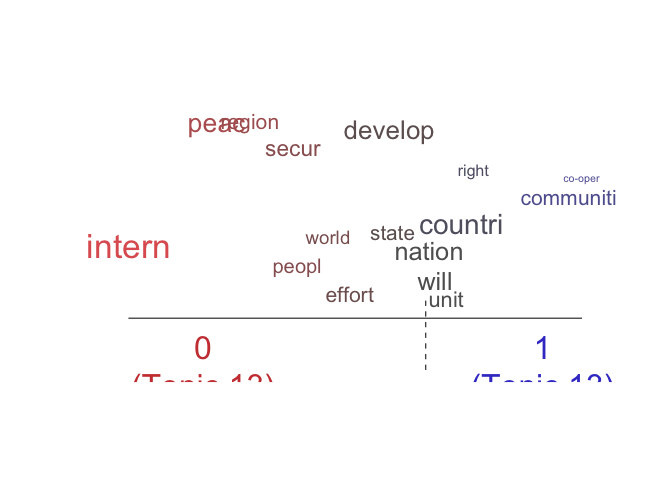 peac
region
develop
secur
right
co-oper
communiti
countri
state
world
intern
nation
peopl
will
effort
unit
0
1
(Topic 13)
(Topic 13)